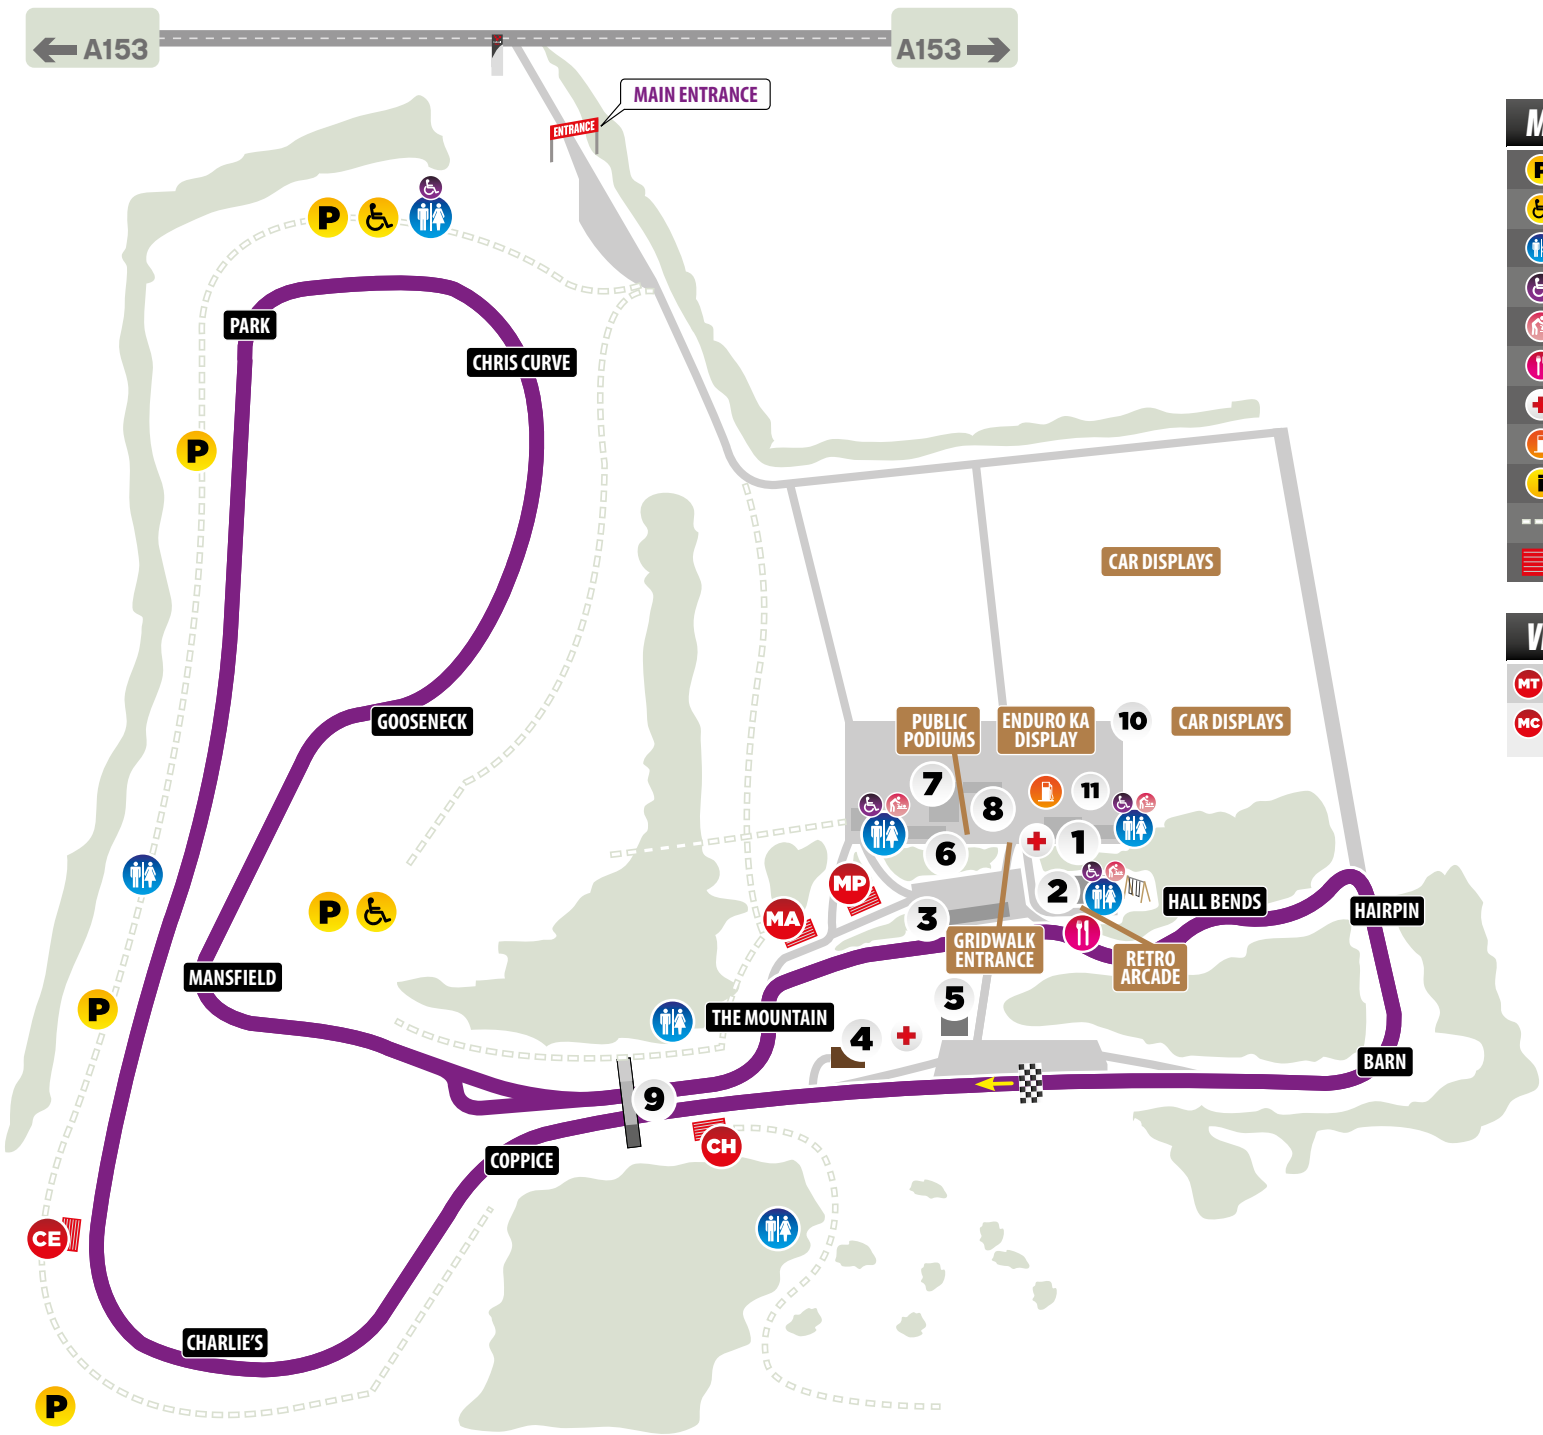 A153
A153
MAIN ENTRANCE
ENTRANCE
M
P
P
PARK
CHRIS CURVE
P
CAR DISPLAYS
V
MT
MC
PUBLIC
PODIUMS
ENDURO KA
DISPLAY
10
CAR DISPLAYS
GOOSENECK
7
8
11
6
1
MP
2
HALL BENDS
HAIRPIN
P
MA
3
GRIDWALK
ENTRANCE
RETRO
ARCADE
MANSFIELD
P
5
THE MOUNTAIN
4
BARN
9
CH
COPPICE
CE
CHARLIE'S
P